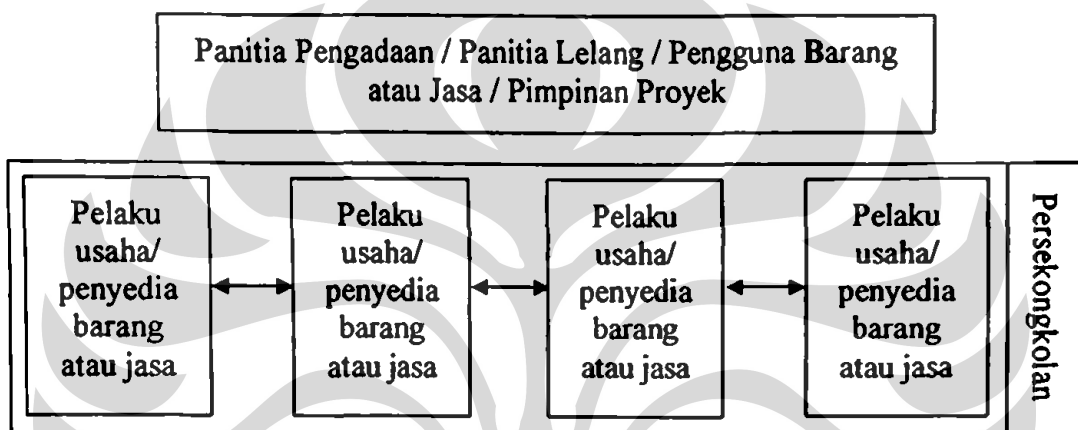 Panitia Pengadaan / Panitia Lelang / Pengguna Barang
atau Jasa / Pimpinan Proyek
Pelaku
usaha/
penyedia
barang
atau jasa
Pelaku
usaha/
penyedia
barang
atau jasa
Pelaku
usaha/
penyedia
barang
atau jasa
Pelaku
usaha/
penyedia
barang
atau jasa
Persekongkolan